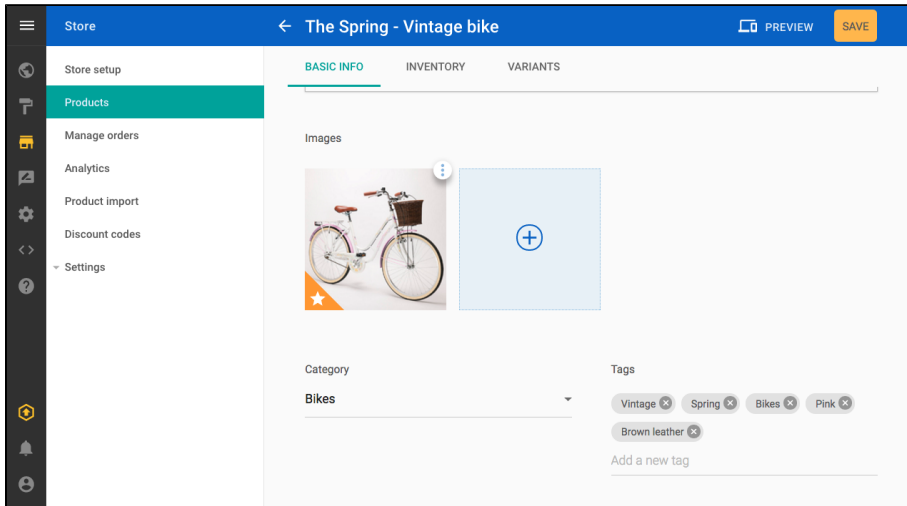 Store
The Spring - Vintage bike
PREVIEW
SAVE
Store setup
Products
Manage orders
Analytics
Product import
Discount codes
Settings
BASIC INFO
INVENTORY
VARIANTS
Images
Category
Bikes
Tags
Vintage
Spring
Bikes
Pink
Brown leather
Add a new tag